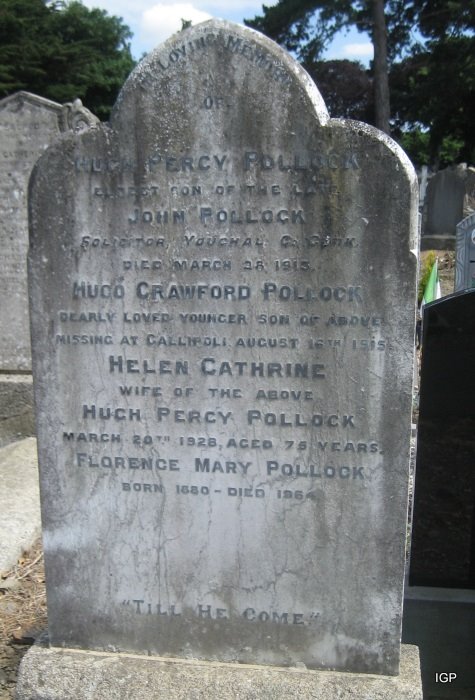 In Loving Memory
OF
HUGH PERCY POLLOCK
ELDEST SON OF THE LATE
JOHN POLLOCK
SOLICITOR, YOUGHAL Co. CORK
DIED MARCH 1913.
HUGO CRAWFORD POLLOCK
DEARLY LOVED YOUNGER SON OF ABOVE
MISSING AT GALLIPOLI AUGUST 16TH 1915
HELEN CATHRINE
WIFE OF THE ABOVE
HUGH PERCY POLLOCK
MARCH 20TH 1928, AGED 75 YEARS.
FLORENCE MARY POLLOCK
BORN 1880 - DIED 1964
"TILL HE COME"
IGP